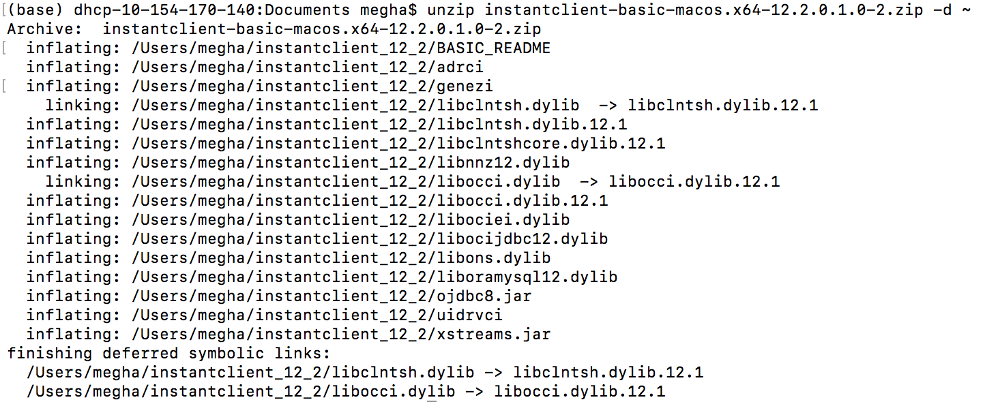 [(base) dhcp-10-154-170-140:Documents megha$ unzip instantclient-basic-macos.x64-12.2.0.1.0-2.zip -d ~
Archive:  instantclient-basic-macos.x64-12.2.0.1.0-2.zip
[  inflating: /Users/megha/instantclient_12_2/BASIC_README
  inflating: /Users/megha/instantclient_12_2/adrci
[  inflating: /Users/megha/instantclient_12_2/genezi
    linking: /Users/megha/instantclient_12_2/libclntsh.dylib  -> libclntsh.dylib.12.1
  inflating: /Users/megha/instantclient_12_2/libclntsh.dylib.12.1
  inflating: /Users/megha/instantclient_12_2/libclntshcore.dylib.12.1
  inflating: /Users/megha/instantclient_12_2/libnnz12.dylib
    linking: /Users/megha/instantclient_12_2/libocci.dylib  -> libocci.dylib.12.1
  inflating: /Users/megha/instantclient_12_2/libocci.dylib.12.1
  inflating: /Users/megha/instantclient_12_2/libociei.dylib
  inflating: /Users/megha/instantclient_12_2/libocijdbc12.dylib
  inflating: /Users/megha/instantclient_12_2/libons.dylib
  inflating: /Users/megha/instantclient_12_2/liboramysql12.dylib
  inflating: /Users/megha/instantclient_12_2/ojdbc8.jar
  inflating: /Users/megha/instantclient_12_2/uidrvci
  inflating: /Users/megha/instantclient_12_2/xstreams.jar
finishing deferred symbolic links:
  /Users/megha/instantclient_12_2/libclntsh.dylib -> libclntsh.dylib.12.1
  /Users/megha/instantclient_12_2/libocci.dylib -> libocci.dylib.12.1